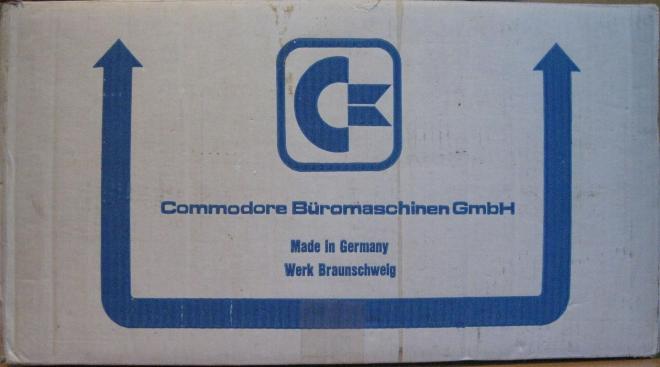 Commodore Büromaschinen GmbH
Made in Germany
Werk Braunschweig